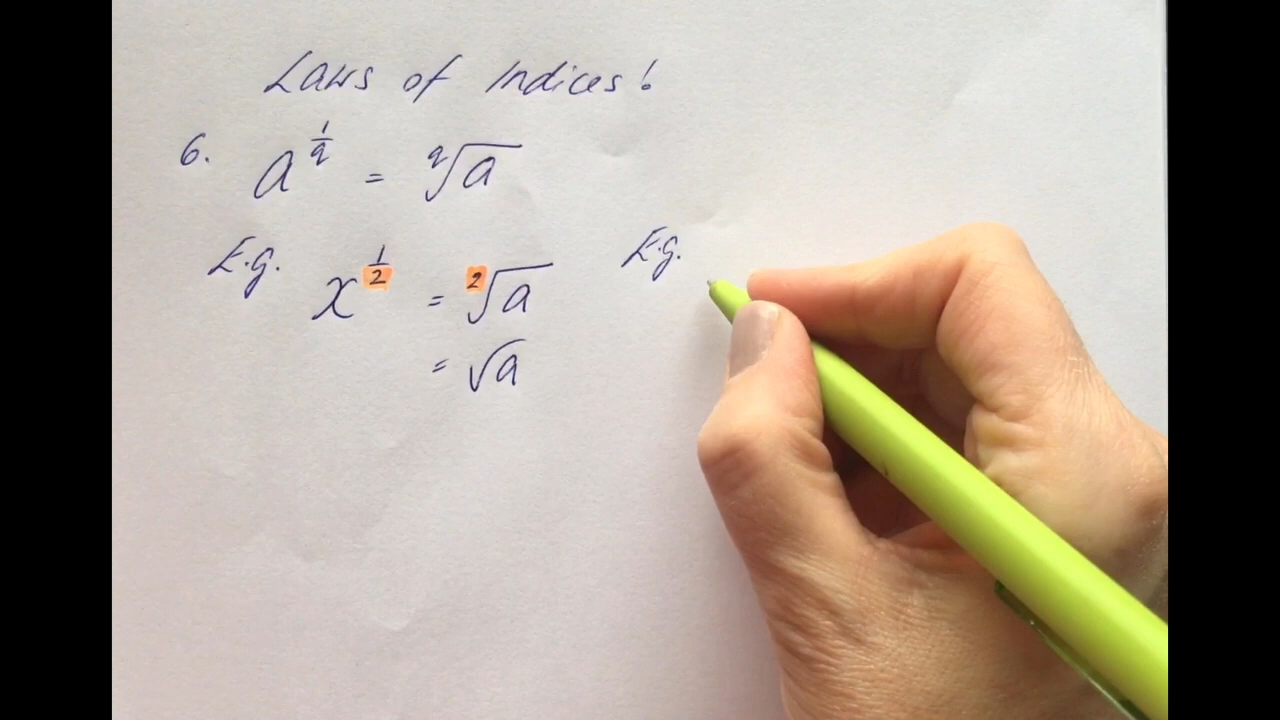 Laws of Indices!
6. a^(1/q) = ᑫ√a
E.g. x^(1/2) = ²√a
= √a
E.g.